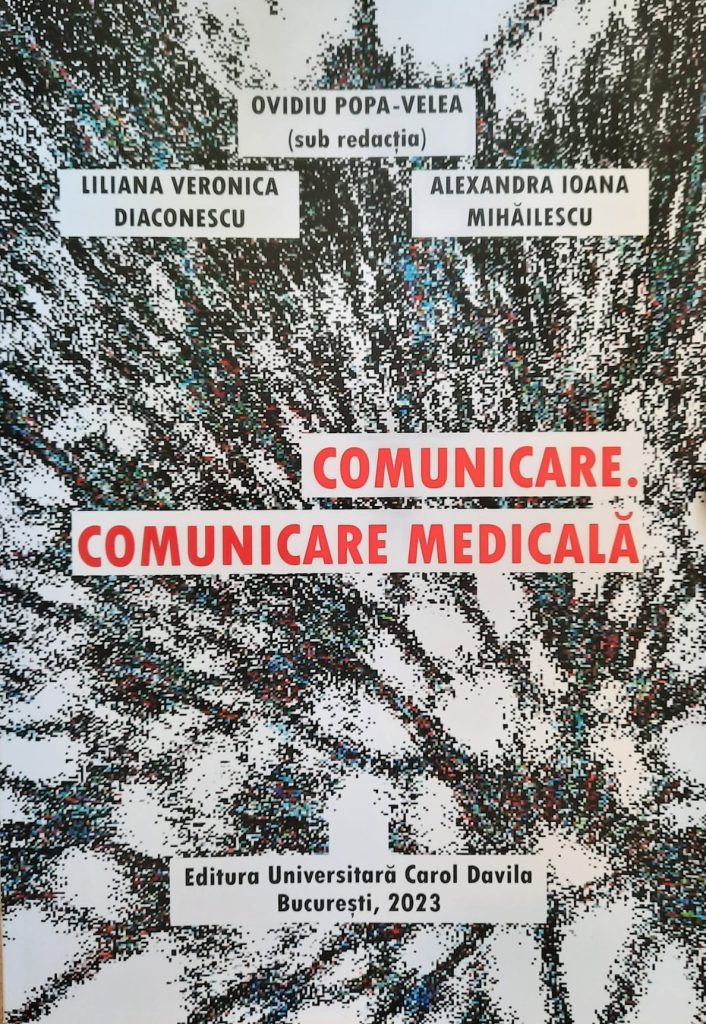 OVIDIU POPA-VELEA
(sub redacția)
LILIANA VERONICA
DIACONESCU
ALEXANDRA IOANA
MIHĂILESCU
COMUNICARE.
COMUNICARE MEDICALĂ
Editura Universitară Carol Davila
București, 2023